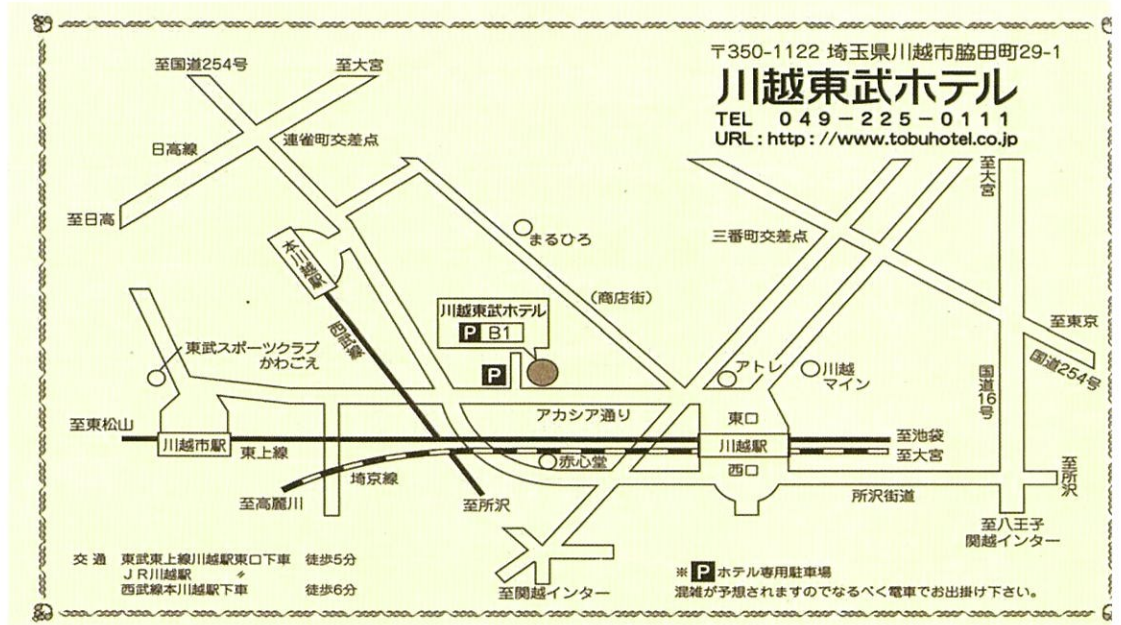 〒350-1122 埼玉県川越市脇田町29-1
川越東武ホテル
TEL 049-225-0111
URL:http://www.tobuhotel.co.jp
至国道254号
至大宮
日高線
連雀町交差点
至日高
本川越駅
西武線
まるひろ
(商店街)
三番町交差点
至大宮
至東京
国道254号
国道16号
川越東武ホテル
P B1
P
東武スポーツクラブ
かわごえ
アトレ
川越
マイン
アカシア通り
東口
至東松山
川越市駅
東上線
川越駅
至池袋
至大宮
赤心堂
西口
埼京線
至高麗川
至所沢
所沢街道
至所沢
至八王子
関越インター
至関越インター
交通 東武東上線川越駅東口下車 徒歩5分
JR川越駅 〃
西武線本川越駅下車 徒歩6分
※Pホテル専用駐車場
混雑が予想されますのでなるべく電車でお出掛け下さい。